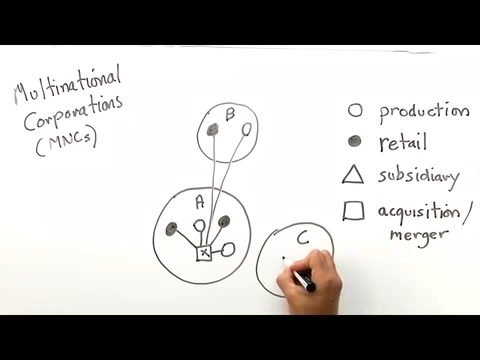 Multinational
Corporations
(MNCs)
B
A
x
C
production
retail
subsidiary
acquisition/
merger